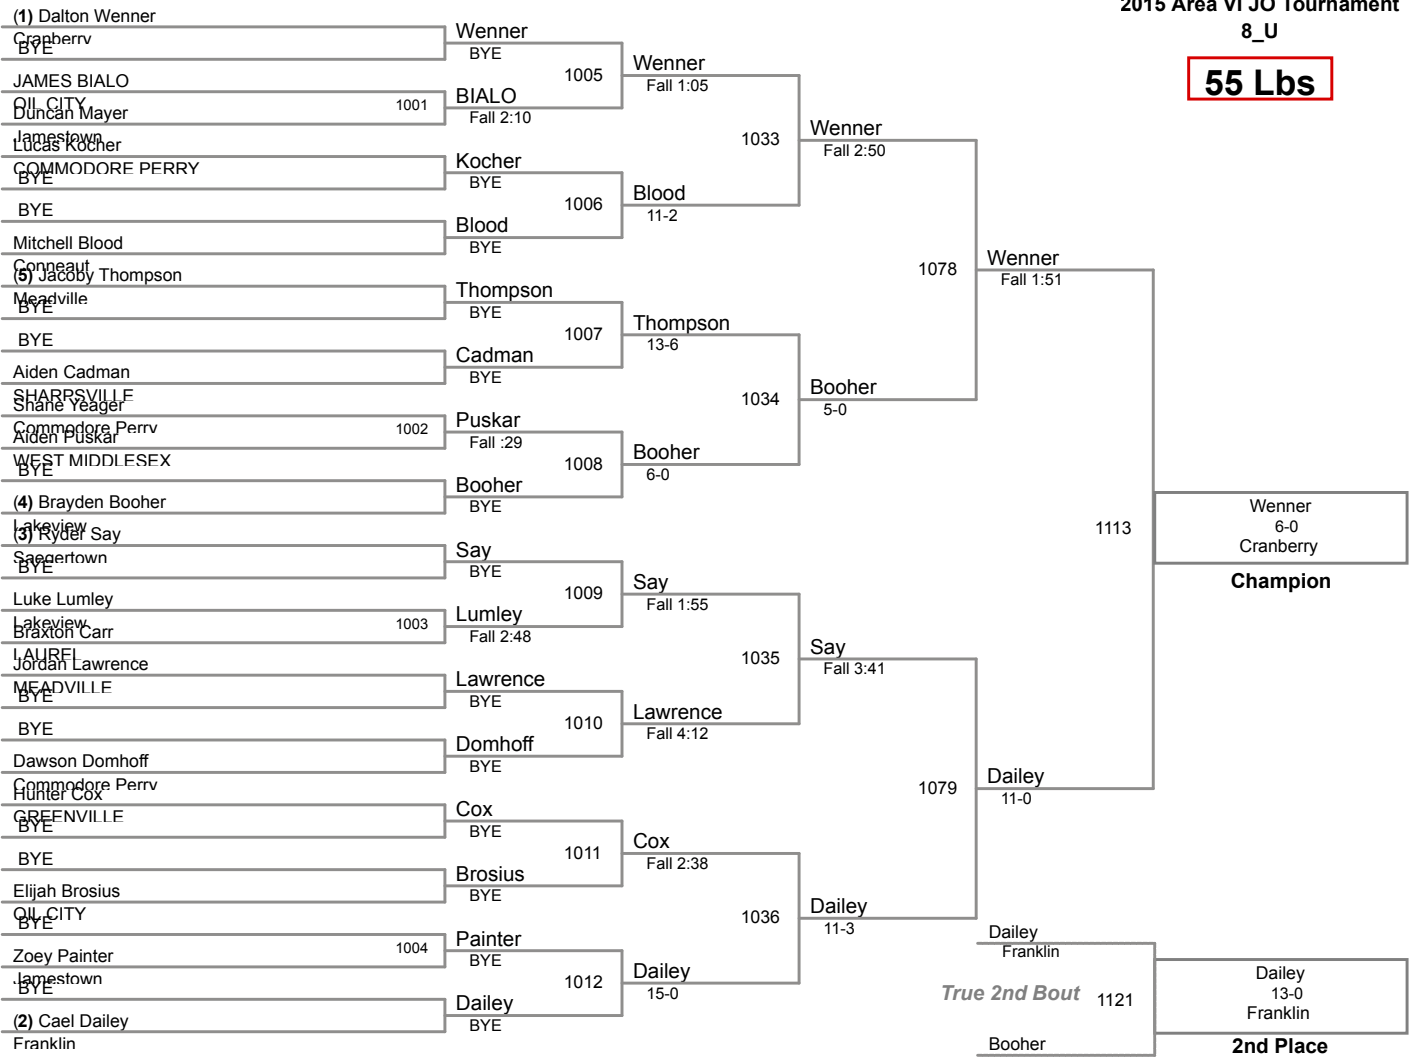 2015 Area VI JO Tournament
8_U
55 Lbs
(1) Dalton Wenner
Cranberry
BYE
JAMES BIALO
OIL CITY
Duncan Mayer
Jamestown
Lucas Kocher
COMMODORE PERRY
BYE
BYE
Mitchell Blood
Conneaut
(5) Jacoby Thompson
Meadville
BYE
BYE
Aiden Cadman
SHARPSVILLE
Shane Yeager
Commodore Perry
Aiden Puskar
WEST MIDDLESEX
BYE
(4) Brayden Booher
Lakeview
(3) Ryder Say
Saegertown
BYE
Luke Lumley
Lakeview
Braxton Carr
LAUREL
Jordan Lawrence
MEADVILLE
BYE
BYE
Dawson Domhoff
Commodore Perry
Hunter Cox
GREENVILLE
BYE
BYE
Elijah Brosius
OIL CITY
BYE
Zoey Painter
Jamestown
BYE
(2) Cael Dailey
Franklin
1001
1002
1003
1004
Wenner
BYE
BIALO
Fall 2:10
Kocher
BYE
Blood
BYE
Thompson
BYE
Cadman
BYE
Puskar
Fall :29
Booher
BYE
Say
BYE
Lumley
Fall 2:48
Lawrence
BYE
Domhoff
BYE
Cox
BYE
Brosius
BYE
Painter
BYE
Dailey
BYE
1005
1006
1007
1008
1009
1010
1011
1012
Wenner
Fall 1:05
Blood
11-2
Thompson
13-6
Booher
6-0
Say
Fall 1:55
Lawrence
Fall 4:12
Cox
Fall 2:38
Dailey
15-0
1033
1034
1035
1036
Wenner
Fall 2:50
Booher
5-0
Say
Fall 3:41
Dailey
11-3
1078
1079
Wenner
Fall 1:51
Dailey
11-0
1113
Wenner
6-0
Cranberry
Champion
Dailey
Franklin
True 2nd Bout
1121
Booher
Dailey
13-0
Franklin
2nd Place